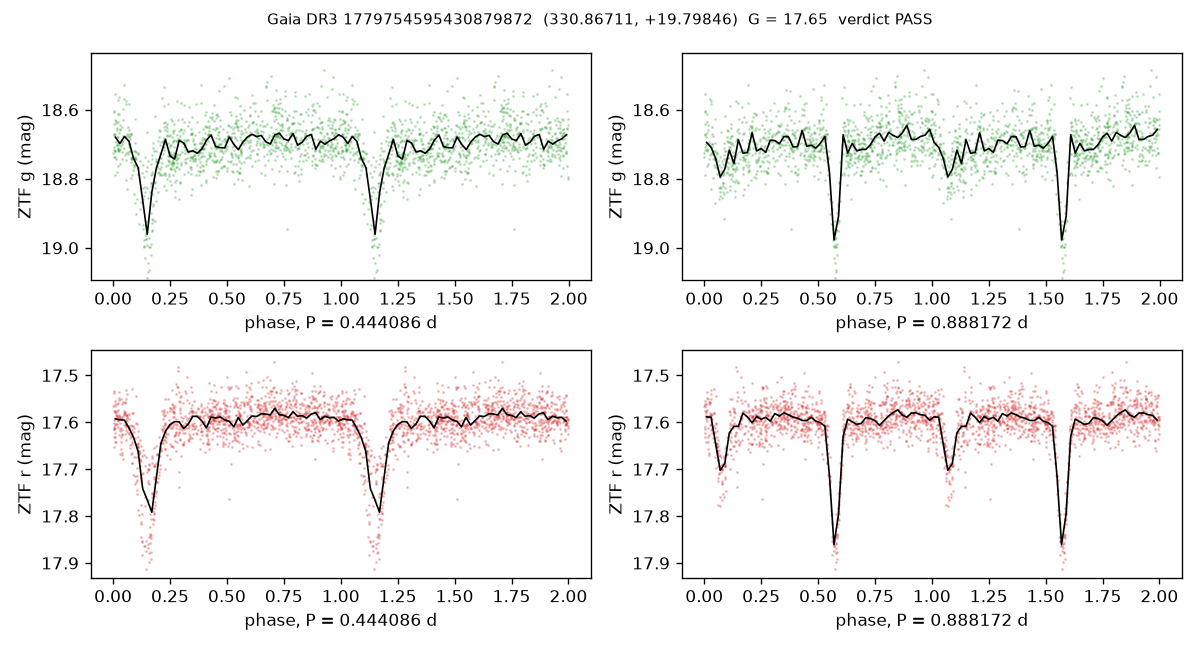 Gaia DR3 1779754595430879872  (330.86711, +19.79846)  G = 17.65  verdict PASS
ZTF g (mag)
18.6
18.8
19.0
0.00 0.25 0.50 0.75 1.00 1.25 1.50 1.75 2.00
phase, P = 0.444086 d
ZTF g (mag)
18.6
18.8
19.0
0.00 0.25 0.50 0.75 1.00 1.25 1.50 1.75 2.00
phase, P = 0.888172 d
ZTF r (mag)
17.5
17.6
17.7
17.8
17.9
0.00 0.25 0.50 0.75 1.00 1.25 1.50 1.75 2.00
phase, P = 0.444086 d
ZTF r (mag)
17.5
17.6
17.7
17.8
17.9
0.00 0.25 0.50 0.75 1.00 1.25 1.50 1.75 2.00
phase, P = 0.888172 d